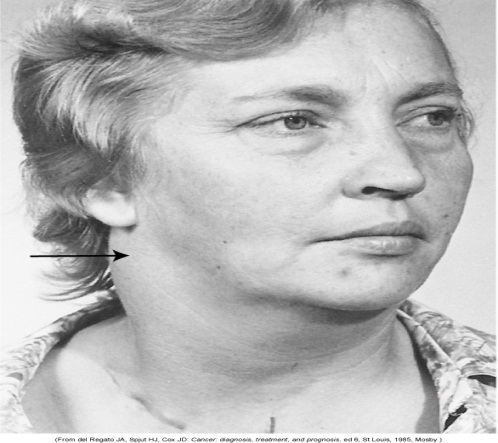 (From del Regato JA, Spjut HJ, Cox JD: Cancer: diagnosis, treatment, and prognosis, ed 6, St Louis, 1985, Mosby.)